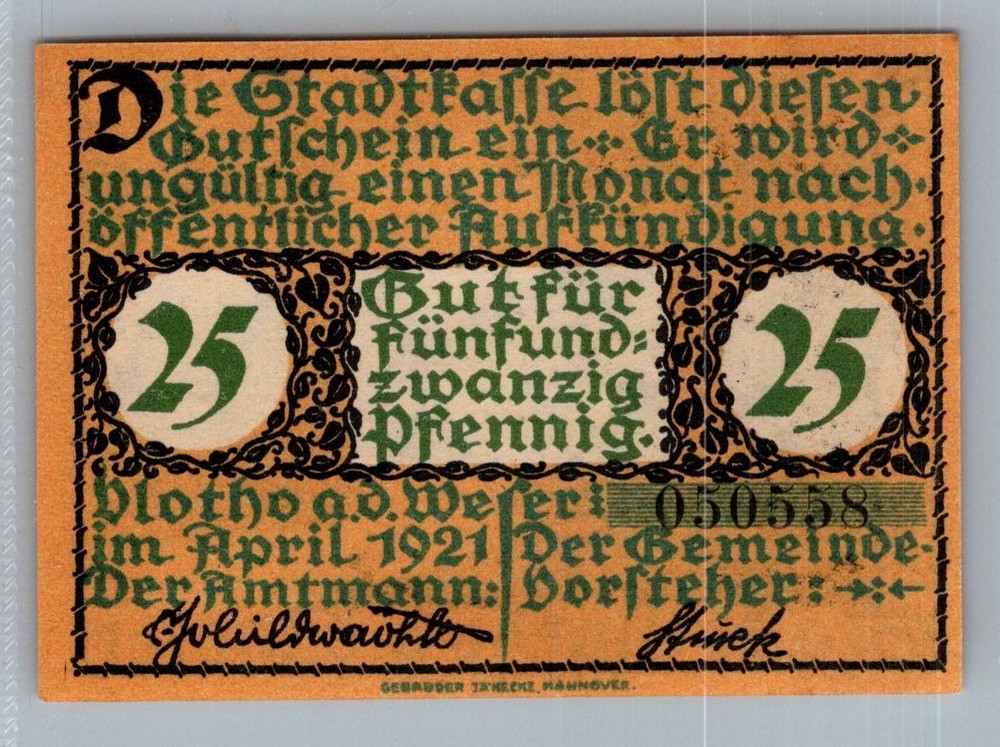 Die Stadtkasse löst diesen
Gutschein ein Er wird
ungültig einen Monat nach
öffentlicher Aufkündigung.
25
Gut für
fünfund=
zwanzig
Pfennig.
25
Vlotho a.d. Weser:
050558
im April 1921
Der Amtmann:
Der Gemeinde-
Vorsteher:
Struck
GEBRÜDER JÄNECKE, HANNOVER.